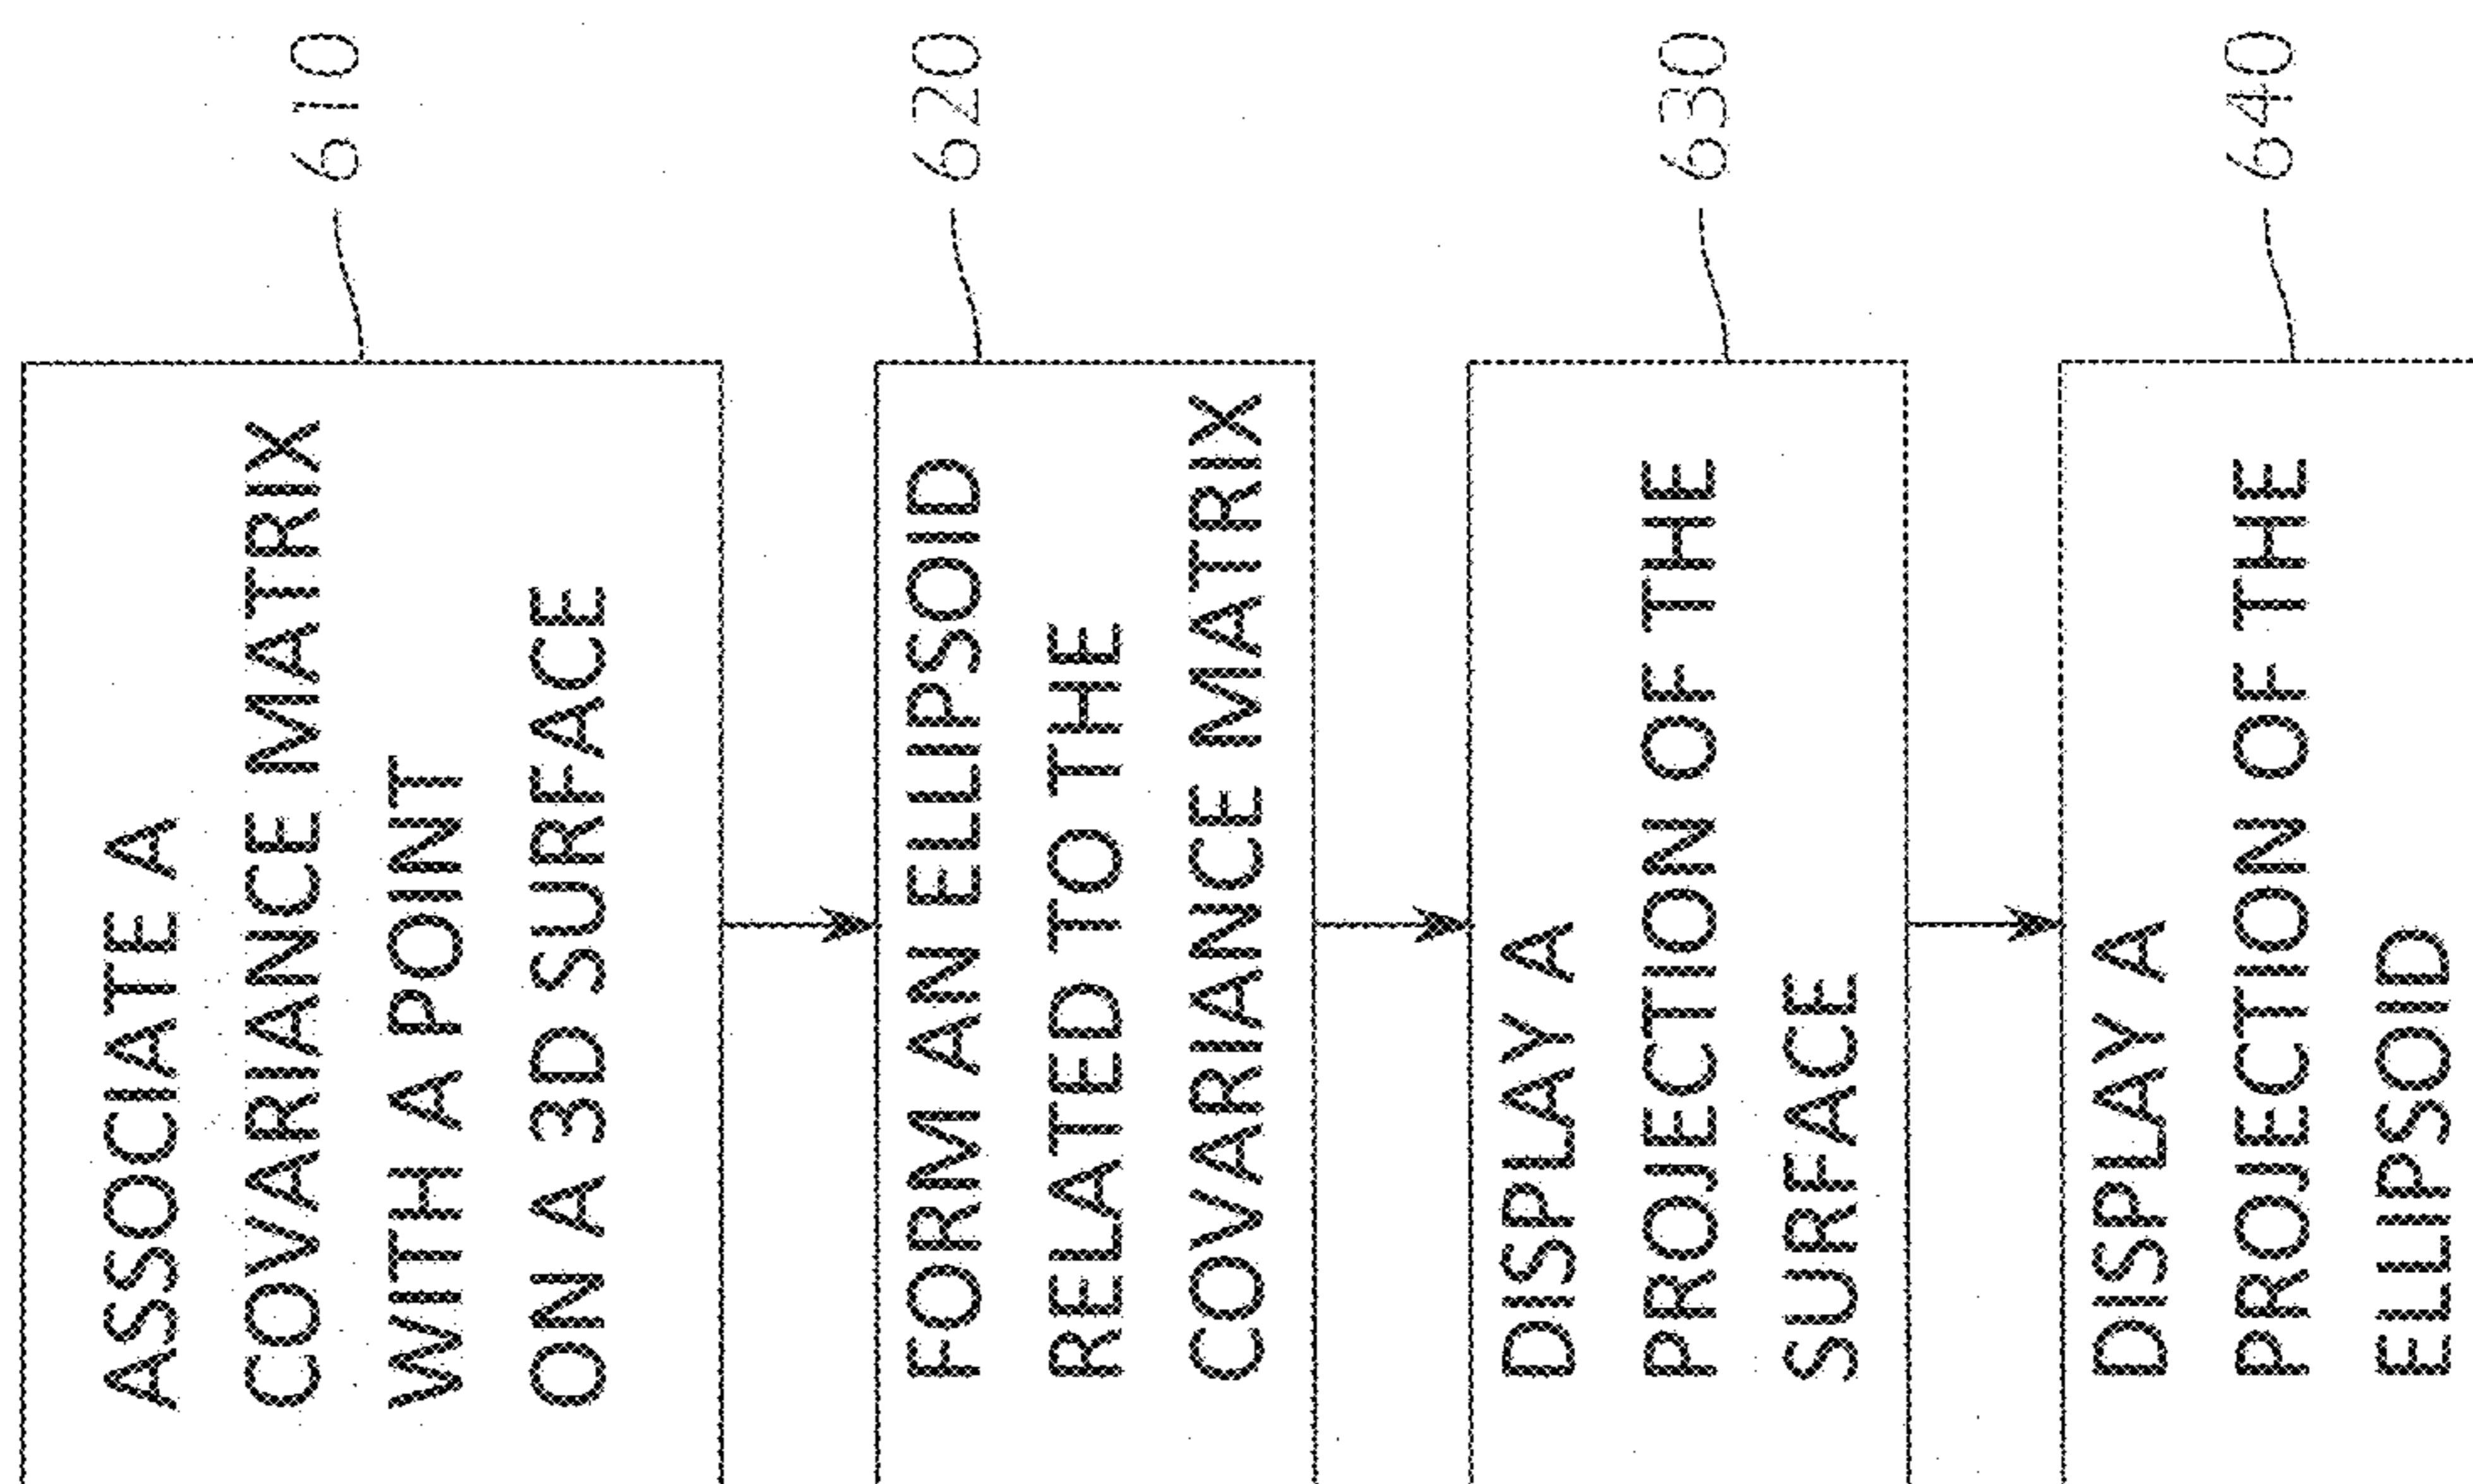 ASSOCIATE A
COVARIANCE MATRIX
WITH A POINT
ON A 3D SURFACE
610
FORM AN ELLIPSOID
RELATED TO THE
COVARIANCE MATRIX
620
DISPLAY A
PROJECTION OF THE
SURFACE
630
DISPLAY A
PROJECTION OF THE
ELLIPSOID
640